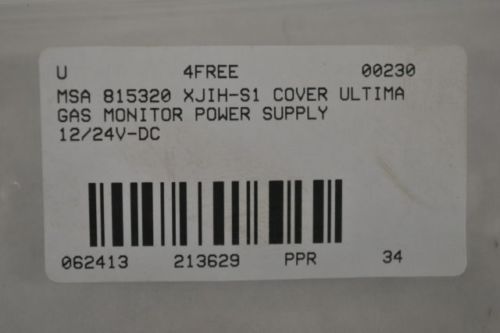 U 4FREE 00230
MSA 815320 XJIH-S1 COVER ULTIMA
GAS MONITOR POWER SUPPLY
12/24V-DC
062413 213629 PPR 34